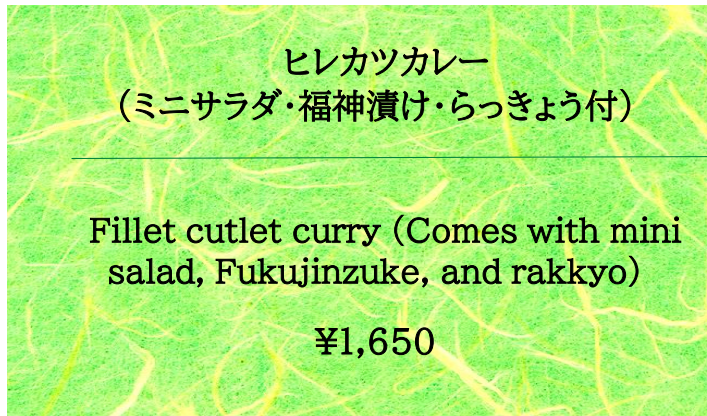 ヒレカツカレー
（ミニサラダ・福神漬け・らっきょう付）
Fillet cutlet curry (Comes with mini
salad, Fukujinzuke, and rakkyo)
¥1,650